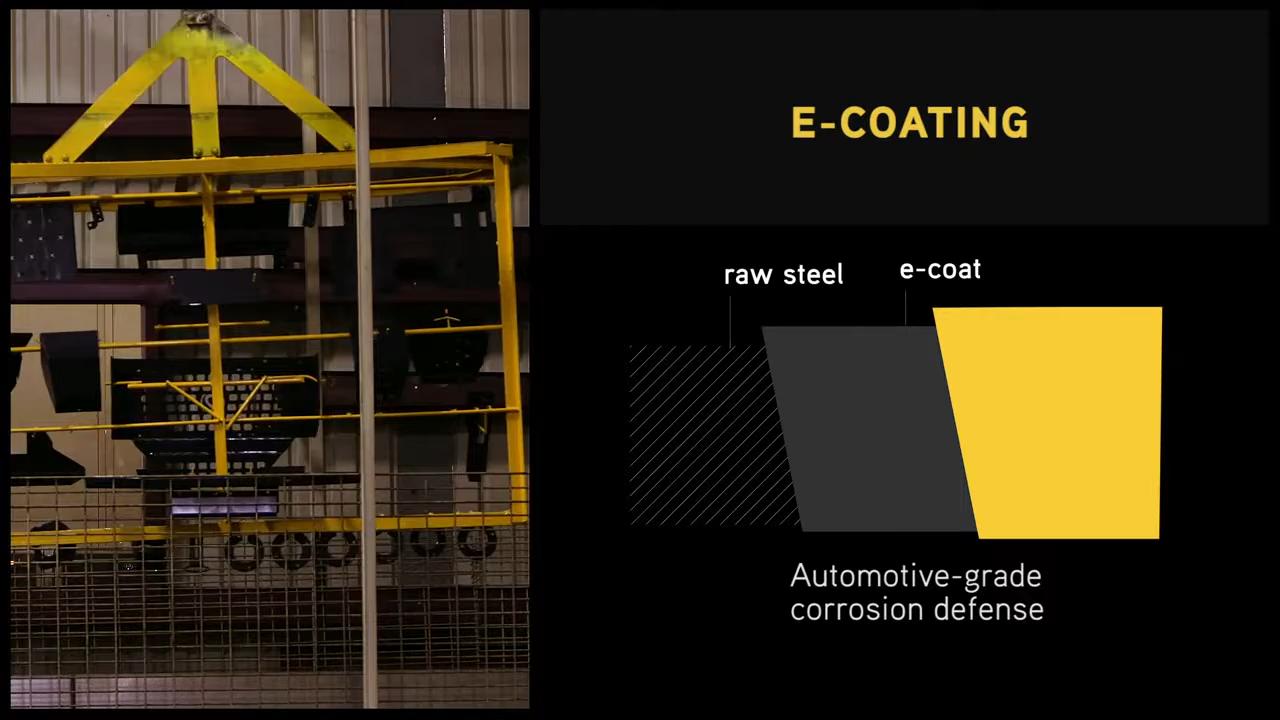 E-COATING
raw steel
e-coat
Automotive-grade
corrosion defense